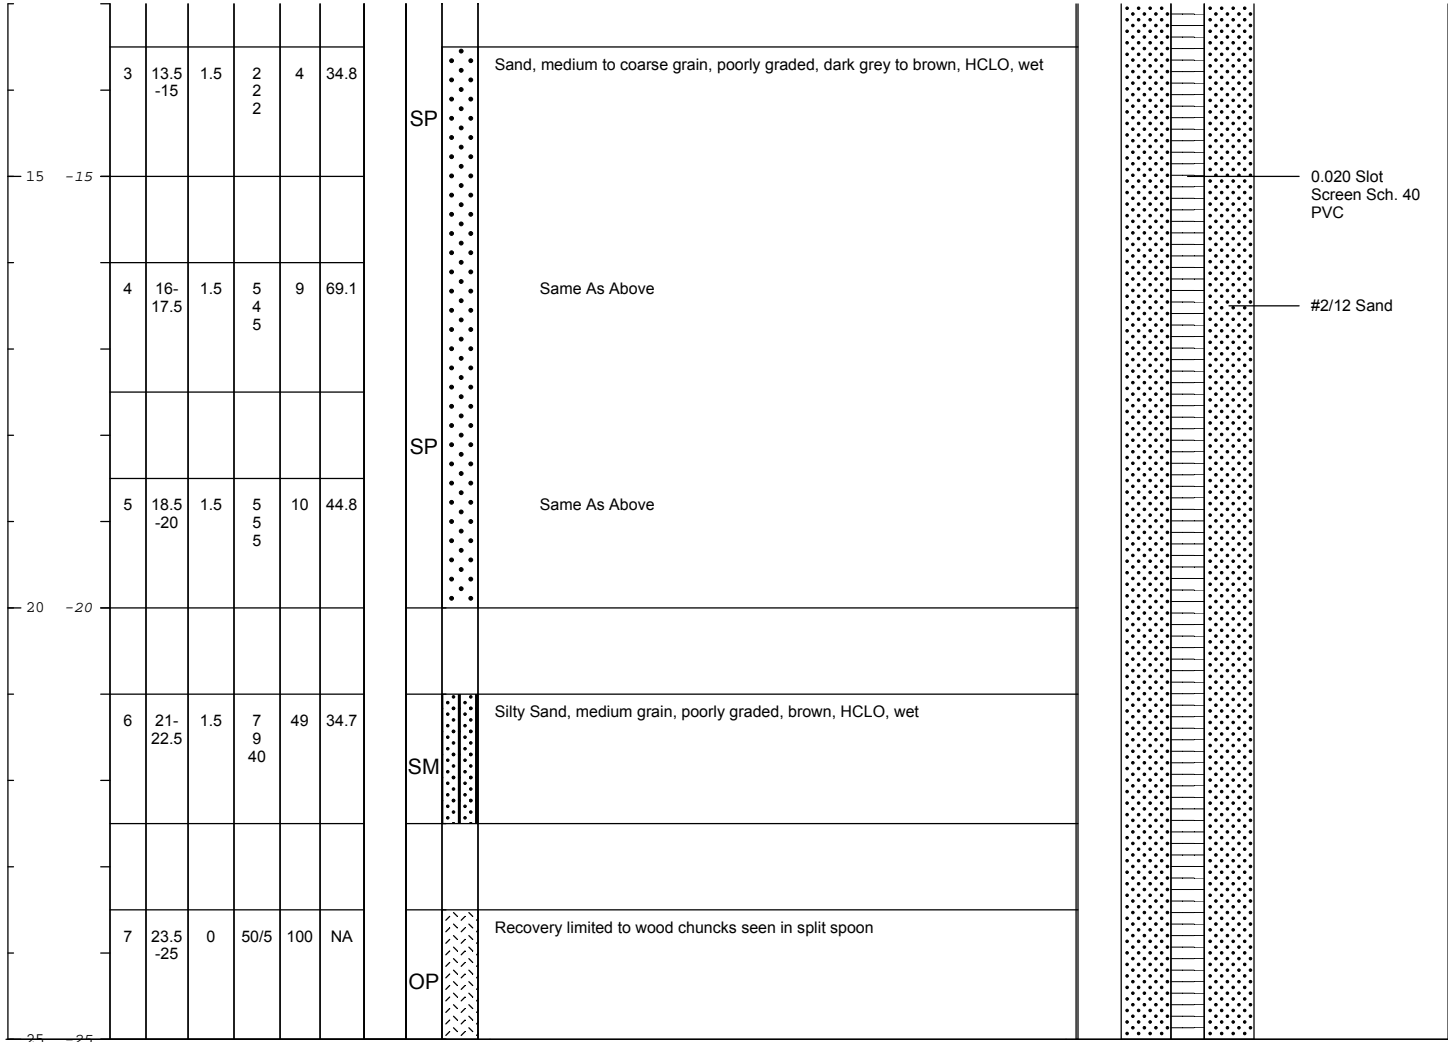 3 13.5 1.5 2 4 34.8 Sand, medium to coarse grain, poorly graded, dark grey to brown, HCLO, wet
-15 2
2
SP
15 -15 0.020 Slot
Screen Sch. 40
PVC
4 16- 1.5 5 9 69.1 Same As Above
17.5 4
5
#2/12 Sand
SP
5 18.5 1.5 5 10 44.8 Same As Above
-20 5
5
20 -20
6 21- 1.5 7 49 34.7 Silty Sand, medium grain, poorly graded, brown, HCLO, wet
22.5 9
40
SM
7 23.5 0 50/5 100 NA Recovery limited to wood chuncks seen in split spoon
-25
OP
25 -25